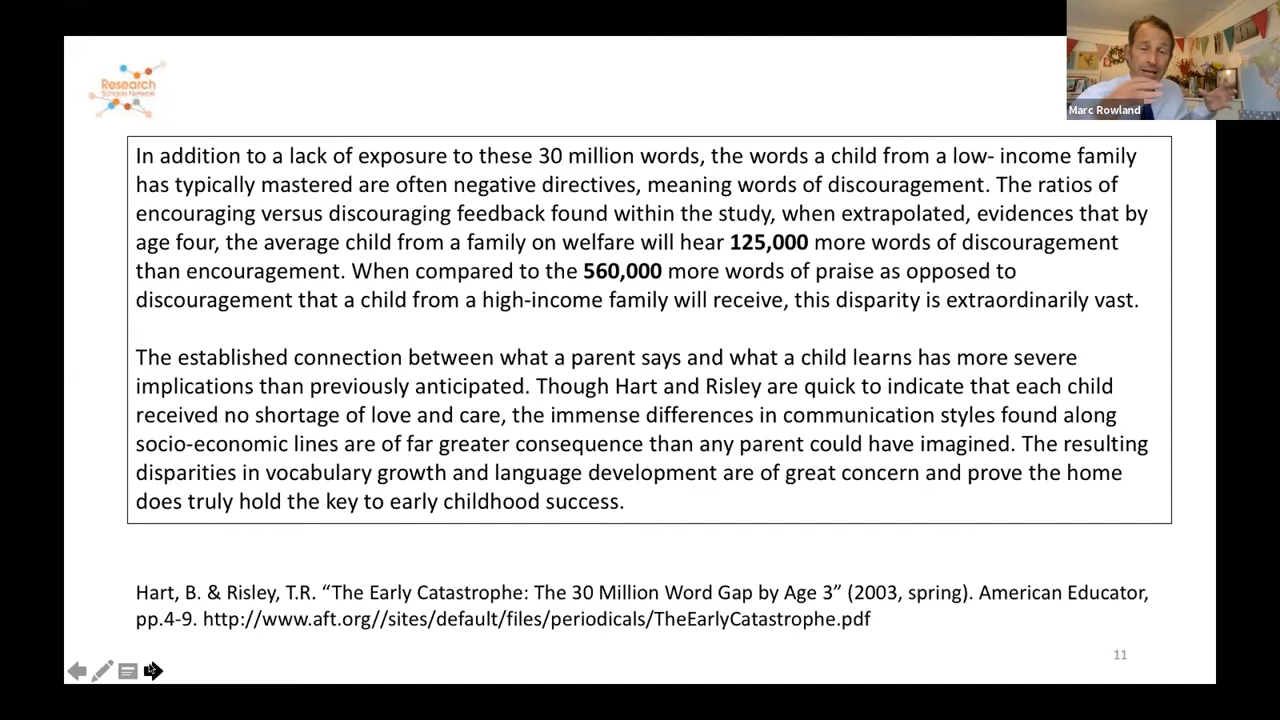 Research
Schools Network
Marc Rowland
In addition to a lack of exposure to these 30 million words, the words a child from a low- income family
has typically mastered are often negative directives, meaning words of discouragement. The ratios of
encouraging versus discouraging feedback found within the study, when extrapolated, evidences that by
age four, the average child from a family on welfare will hear 125,000 more words of discouragement
than encouragement. When compared to the 560,000 more words of praise as opposed to
discouragement that a child from a high-income family will receive, this disparity is extraordinarily vast.
The established connection between what a parent says and what a child learns has more severe
implications than previously anticipated. Though Hart and Risley are quick to indicate that each child
received no shortage of love and care, the immense differences in communication styles found along
socio-economic lines are of far greater consequence than any parent could have imagined. The resulting
disparities in vocabulary growth and language development are of great concern and prove the home
does truly hold the key to early childhood success.
Hart, B. & Risley, T.R. “The Early Catastrophe: The 30 Million Word Gap by Age 3” (2003, spring). American Educator,
pp.4-9. http://www.aft.org//sites/default/files/periodicals/TheEarlyCatastrophe.pdf
11